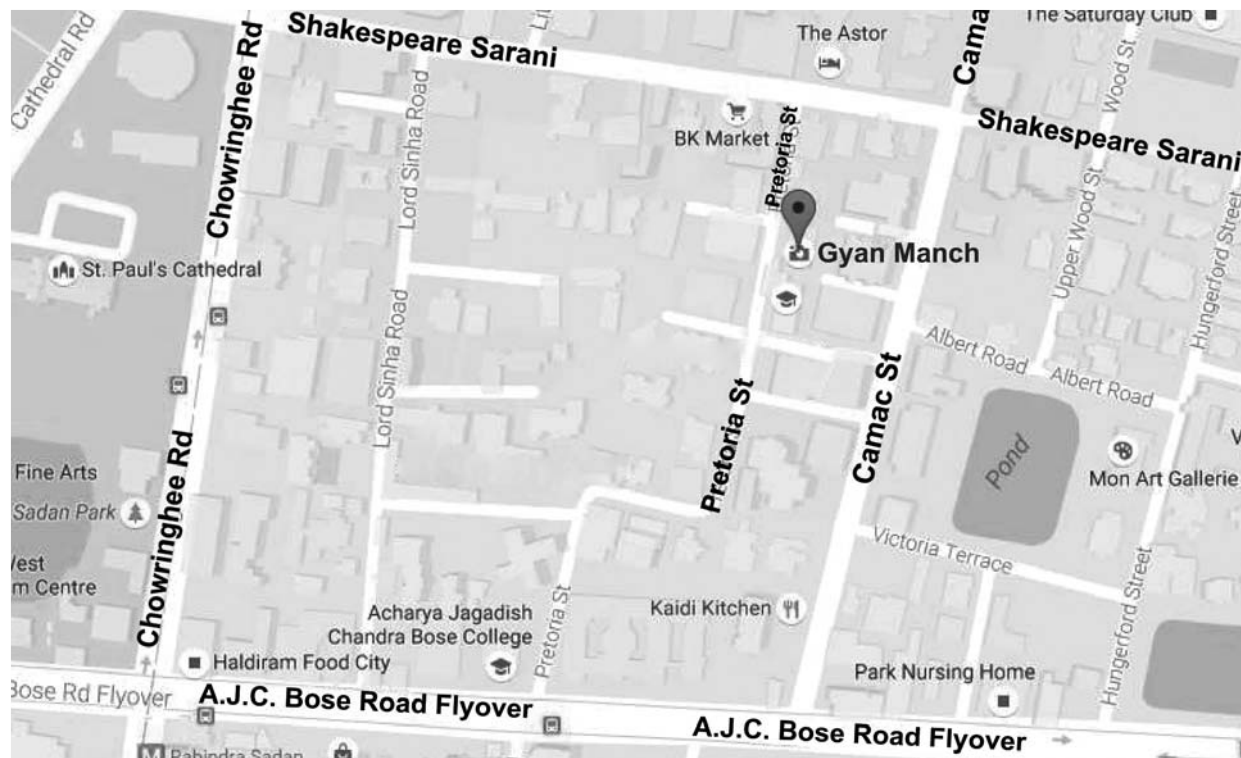 Cathedral Rd
Chowringhee Rd
Shakespeare Sarani
The Astor
Camac
The Saturday Club
Wood St
BK Market
Pretoria St
Shakespeare Sarani
Lord Sinha Road
Gyan Manch
St. Paul's Cathedral
Upper Wood St
Hungerford Street
Lord Sinha Road
Albert Road
Albert Road
Camac St
Pretoria St
Pond
Mon Art Gallerie
Fine Arts
Sadan Park
Chowringhee Rd
Victoria Terrace
m Centre
Chowringhee Rd
Acharya Jagadish
Chandra Bose College
Pretoria St
Kaidi Kitchen
Hungerford Street
Haldiram Food City
Park Nursing Home
Bose Rd Flyover
A.J.C. Bose Road Flyover
A.J.C. Bose Road Flyover
M
Rabindra Sadan